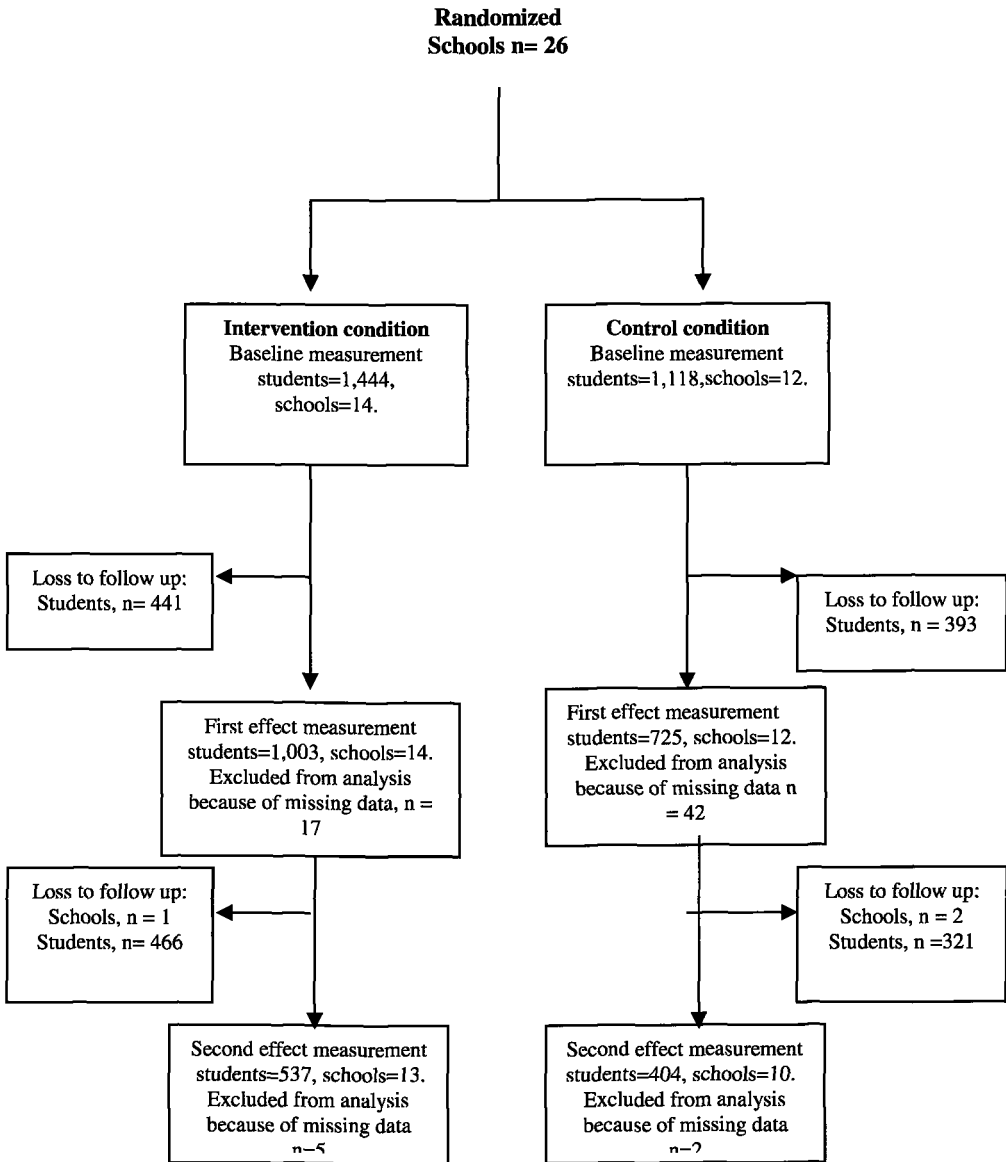 Randomized
Schools n= 26
Intervention condition
Baseline measurement
students=1,444,
schools=14.
Control condition
Baseline measurement
students=1,118,schools=12.
Loss to follow up:
Students, n= 441
Loss to follow up:
Students, n = 393
First effect measurement
students=1,003, schools=14.
Excluded from analysis
because of missing data, n =
17
First effect measurement
students=725, schools=12.
Excluded from analysis
because of missing data n
= 42
Loss to follow up:
Schools, n = 1
Students, n= 466
Loss to follow up:
Schools, n = 2
Students, n =321
Second effect measurement
students=537, schools=13.
Excluded from analysis
because of missing data
n=5
Second effect measurement
students=404, schools=10.
Excluded from analysis
because of missing data
n=2